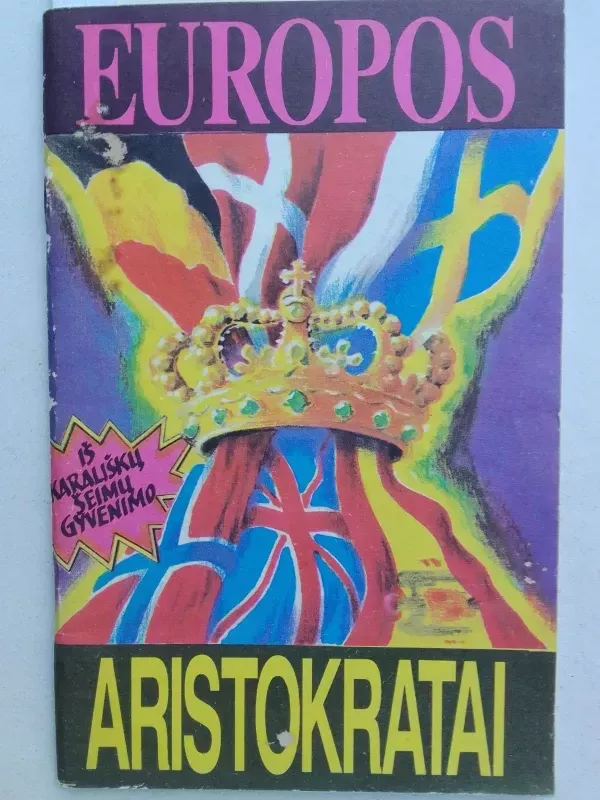 EUROPOS
IŠ
KARALIŠKŲ
ŠEIMŲ
GYVENIMO
ARISTOKRATAI